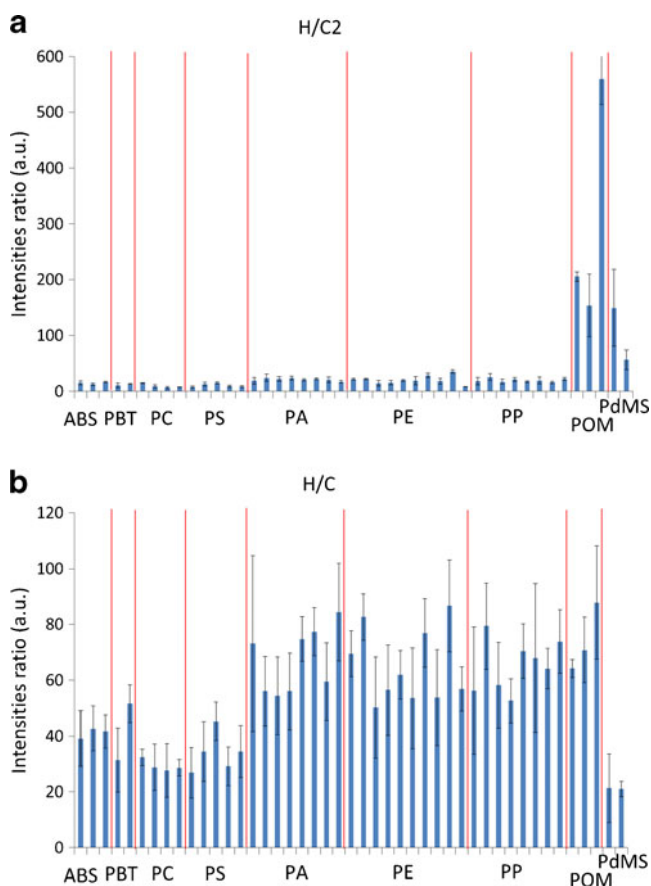 a
H/C2
Intensities ratio (a.u.)
600
500
400
300
200
100
0
ABS PBT PC PS PA PE PP POM PdMS
b
H/C
Intensities ratio (a.u.)
120
100
80
60
40
20
0
ABS PBT PC PS PA PE PP POM PdMS